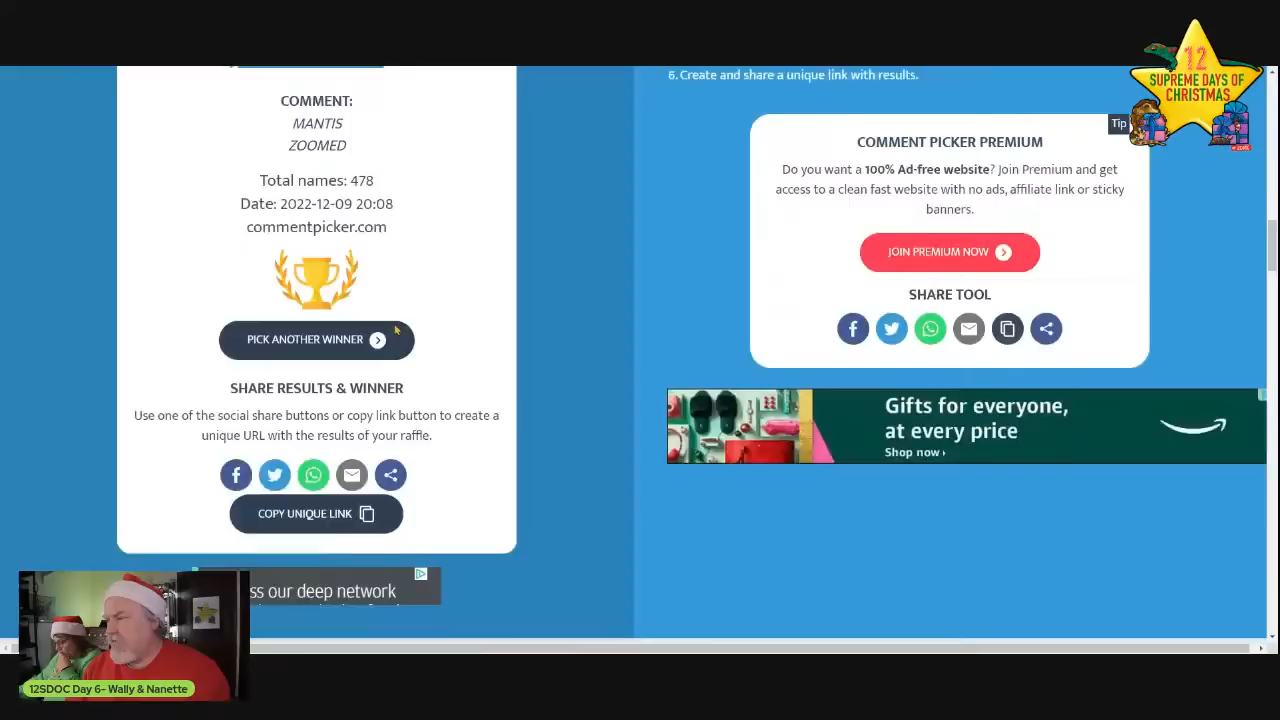 12
SUPREME DAYS OF
CHRISTMAS
COMMENT:
MANTIS
ZOOMED
Total names: 478
Date: 2022-12-09 20:08
commentpicker.com
PICK ANOTHER WINNER
SHARE RESULTS & WINNER
Use one of the social share buttons or copy link button to create a
unique URL with the results of your raffle.
COPY UNIQUE LINK
ss our deep network
12SDOC Day 6- Wally & Nanette
6. Create and share a unique link with results.
Tip
COMMENT PICKER PREMIUM
Do you want a 100% Ad-free website? Join Premium and get
access to a clean fast website with no ads, affiliate link or sticky
banners.
JOIN PREMIUM NOW
SHARE TOOL
Gifts for everyone,
at every price
Shop now